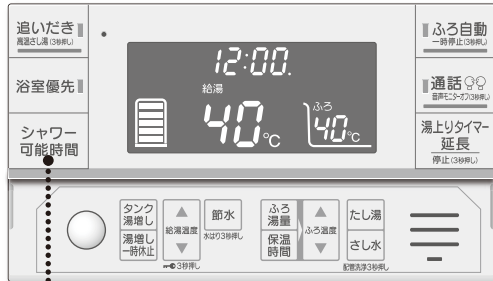 追いだき
高温さし湯(3秒押し)
浴室優先
シャワー
可能時間
12:00.
給湯
40℃
ふろ
40℃
ふろ自動
一時停止(3秒押し)
通話
音声モニターオフ(3秒押し)
湯上りタイマー
延長
停止(3秒押し)
タンク
湯増し
湯増し
一時休止
給湯温度
3秒押し
節水
水はり3秒押し
ふろ
湯量
保温
時間
ふろ温度
たし湯
さし水
配管洗浄3秒押し